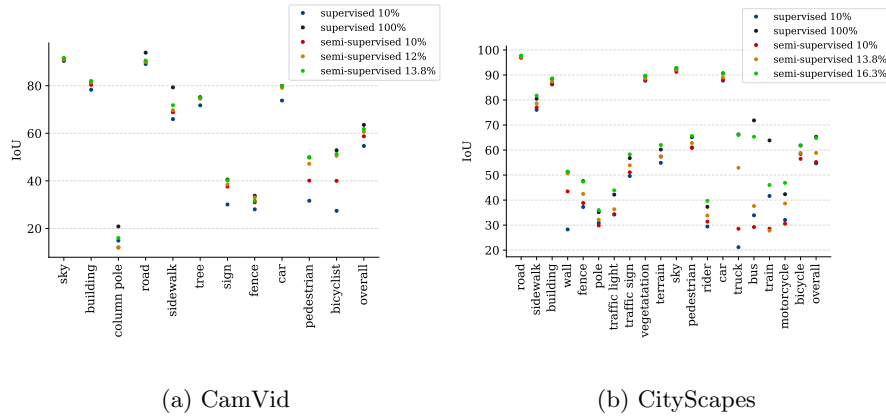 supervised 10%
supervised 100%
semi-supervised 10%
semi-supervised 12%
semi-supervised 13.8%
IoU
80
60
40
20
sky
building
column pole
road
sidewalk
tree
sign
fence
car
pedestrian
bicyclist
overall
(a) CamVid
supervised 10%
supervised 100%
semi-supervised 10%
semi-supervised 13.8%
semi-supervised 16.3%
IoU
100
90
80
70
60
50
40
30
20
road
sidewalk
building
wall
fence
pole
traffic light
traffic sign
vegetatation
terrain
sky
pedestrian
rider
car
truck
bus
train
motorcycle
bicycle
overall
(b) CityScapes